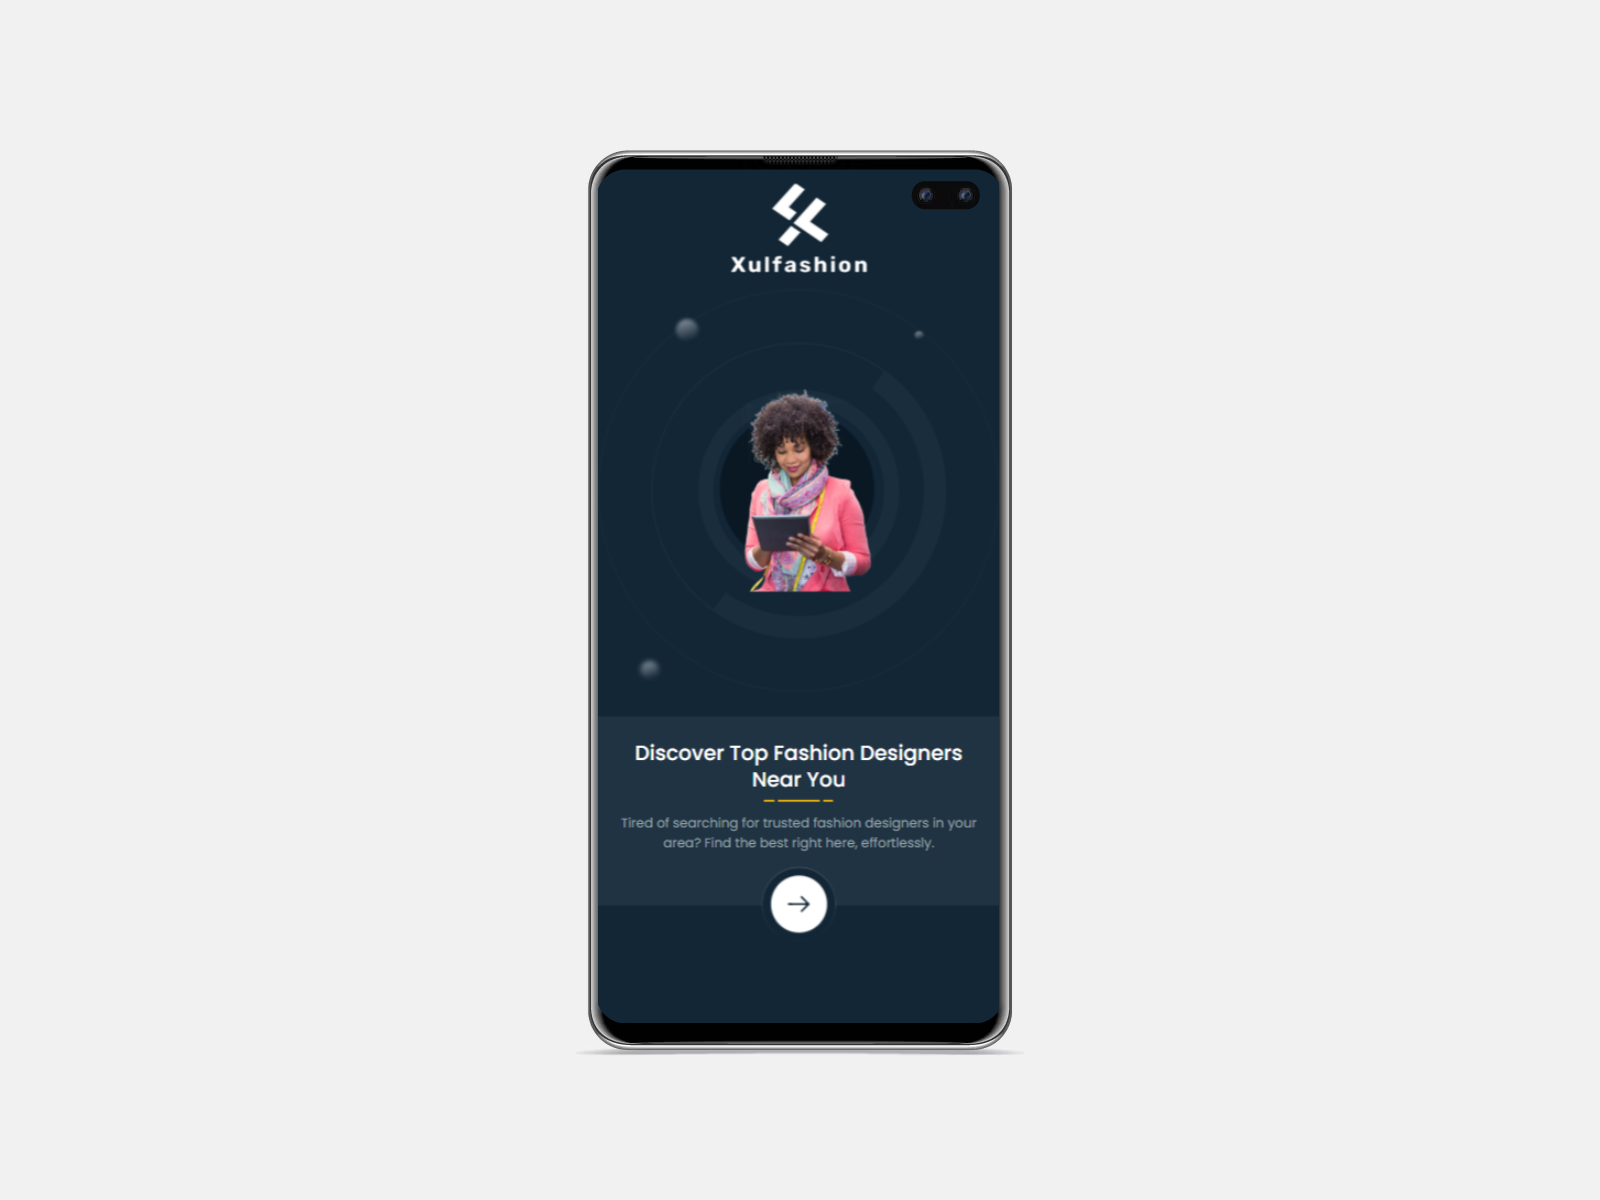 Xulfashion
Discover Top Fashion Designers
Near You
Tired of searching for trusted fashion designers in your
area? Find the best right here, effortlessly.